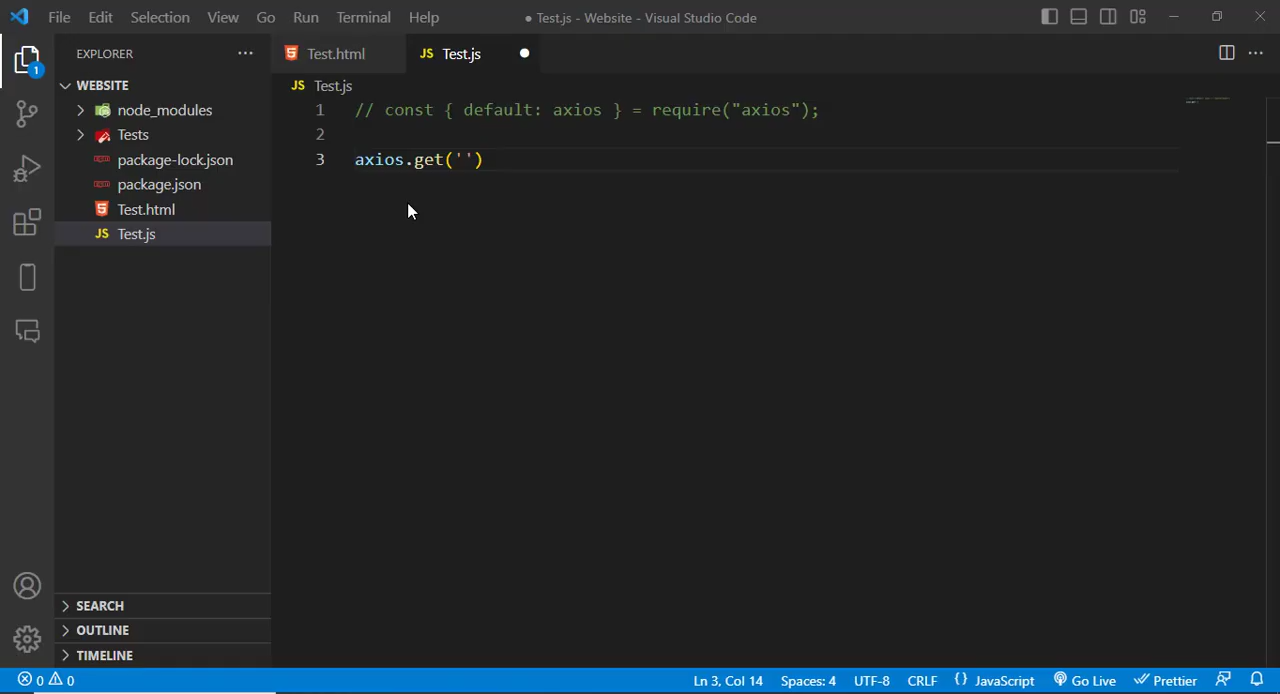 File Edit Selection View Go Run Terminal Help
● Test.js - Website - Visual Studio Code
EXPLORER
Test.html
JS Test.js
1
WEBSITE
node_modules
Tests
package-lock.json
package.json
Test.html
JS Test.js
SEARCH
OUTLINE
TIMELINE
JS Test.js
1 // const { default: axios } = require("axios");
2
3 axios.get('')
0 0
Ln 3, Col 14 Spaces: 4 UTF-8 CRLF {} JavaScript Go Live Prettier